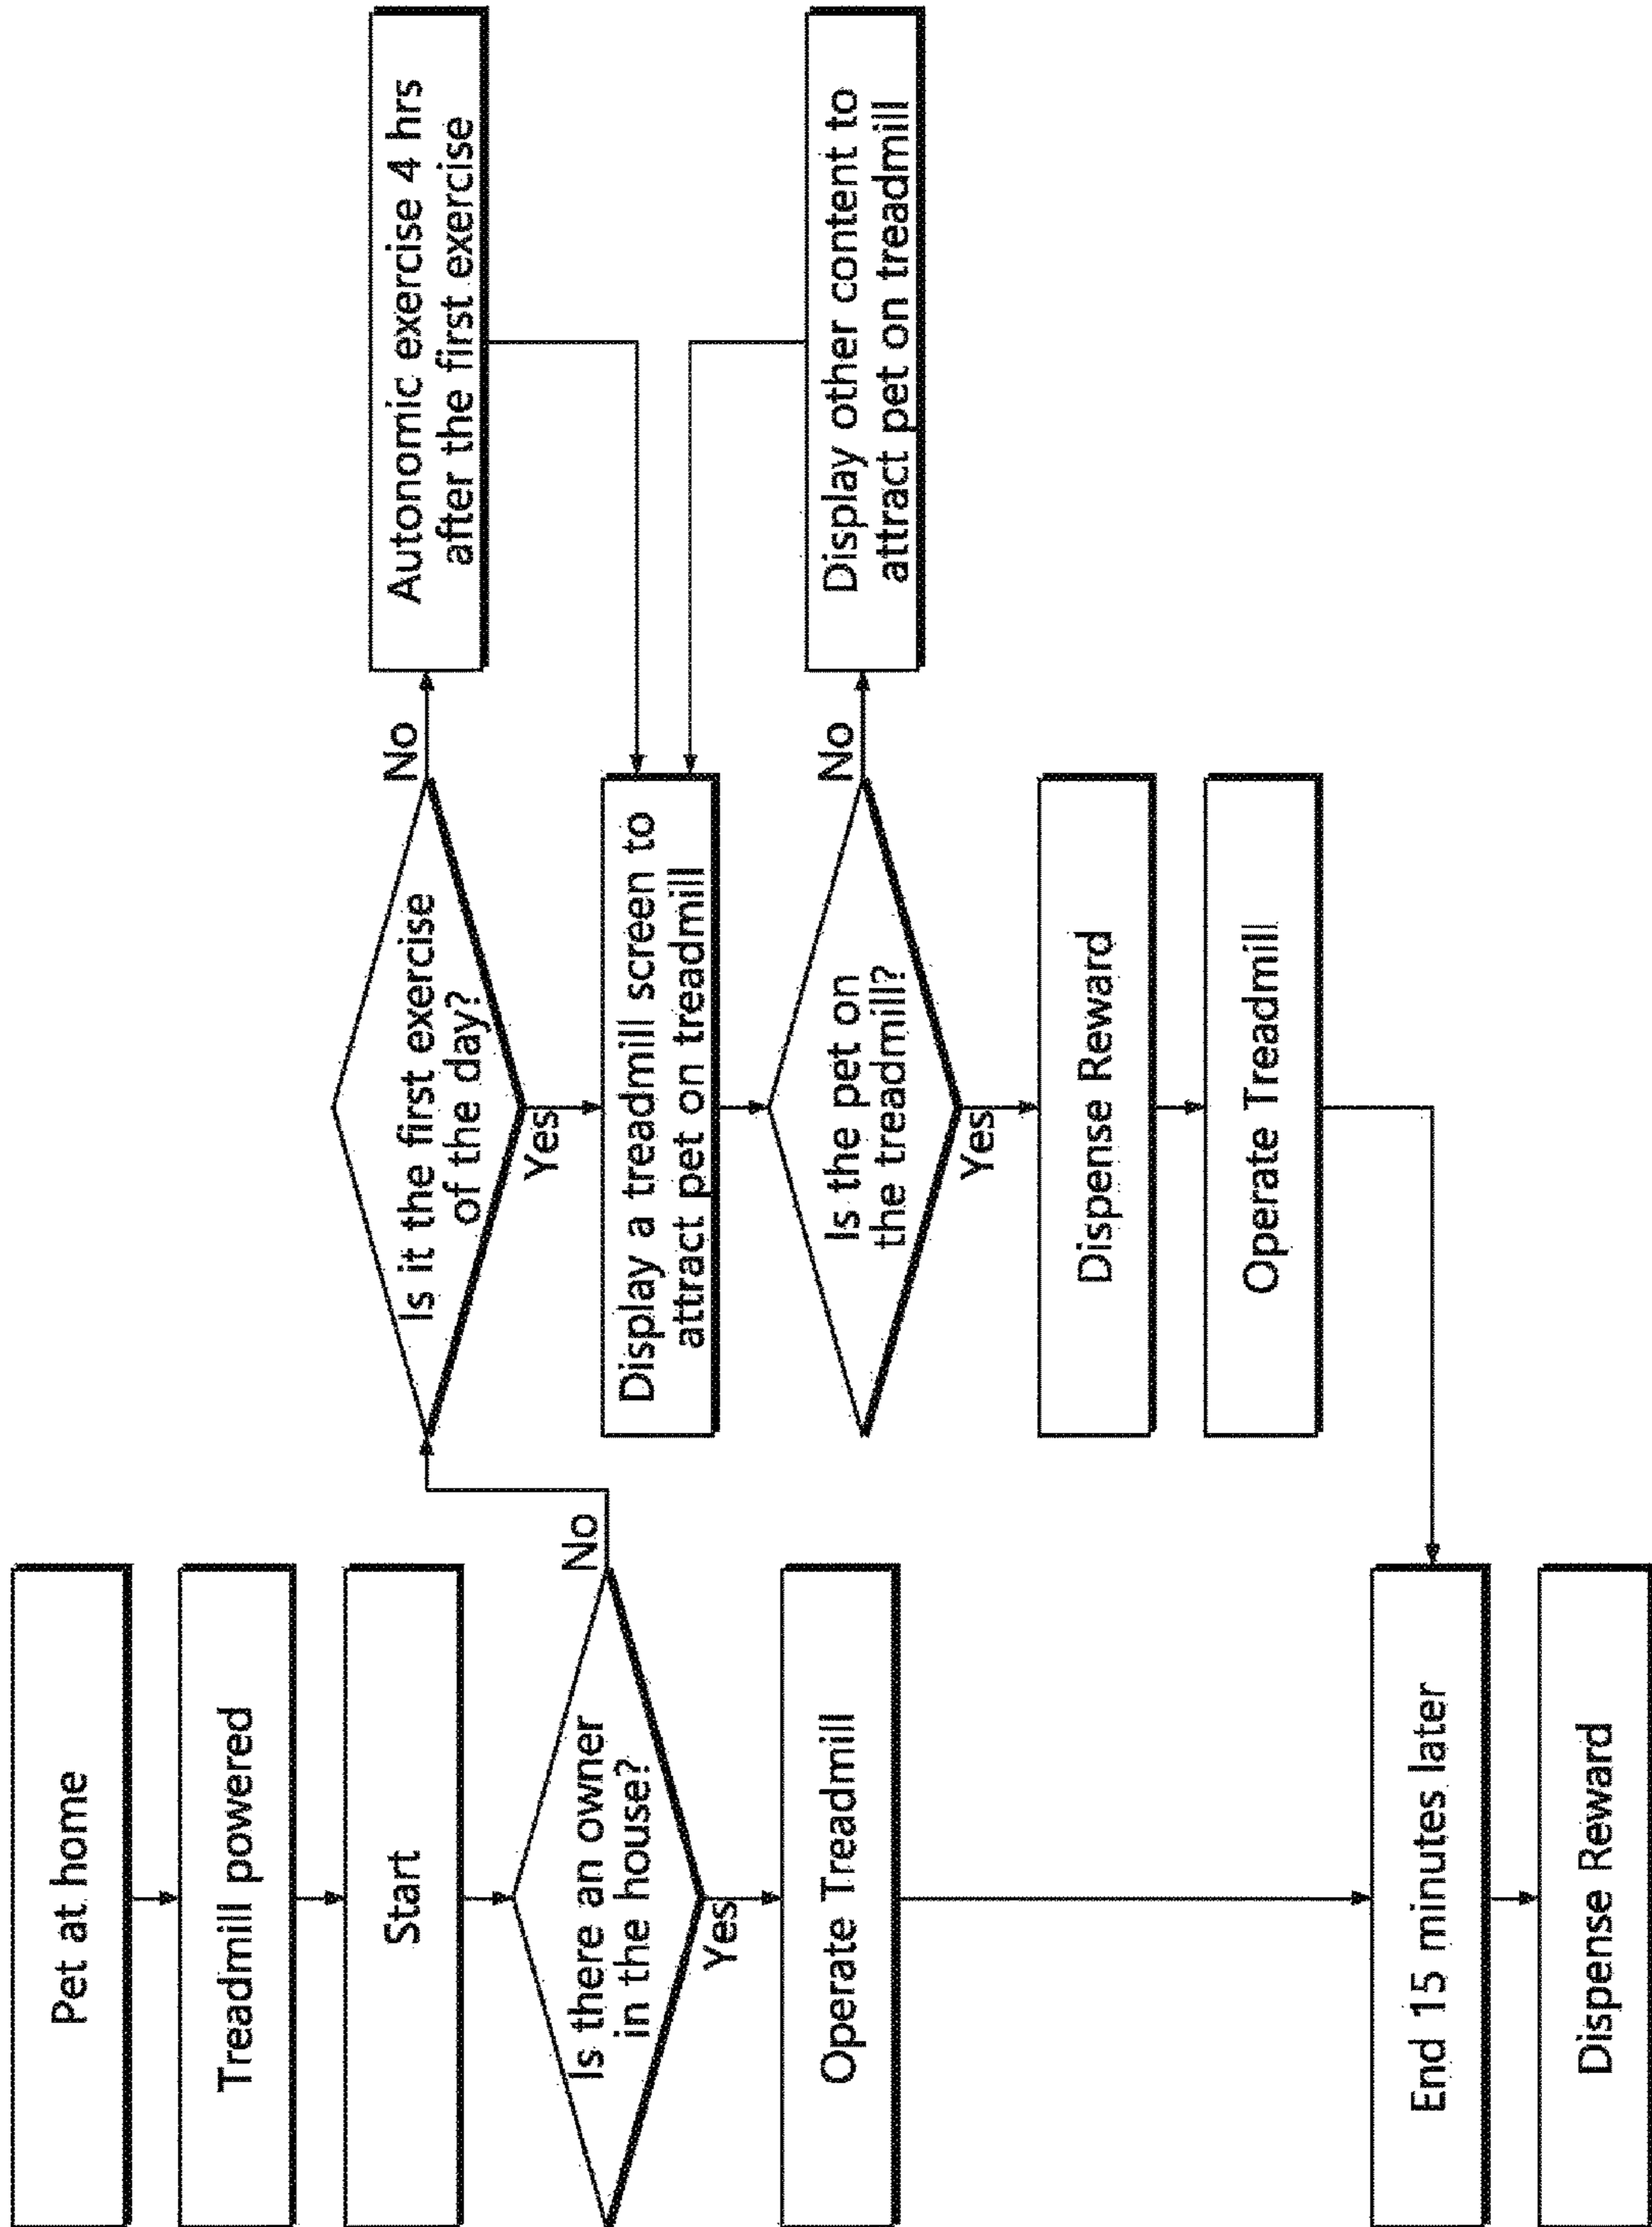 Pet at home
Treadmill powered
Start
Is there an owner
in the house?
No
Yes
Operate Treadmill
End 15 minutes later
Dispense Reward
Is it the first exercise
of the day?
No
Yes
Autonomic exercise 4 hrs
after the first exercise
Display a treadmill screen to
attract pet on treadmill
Is the pet on
the treadmill?
No
Yes
Display other content to
attract pet on treadmill
Dispense Reward
Operate Treadmill